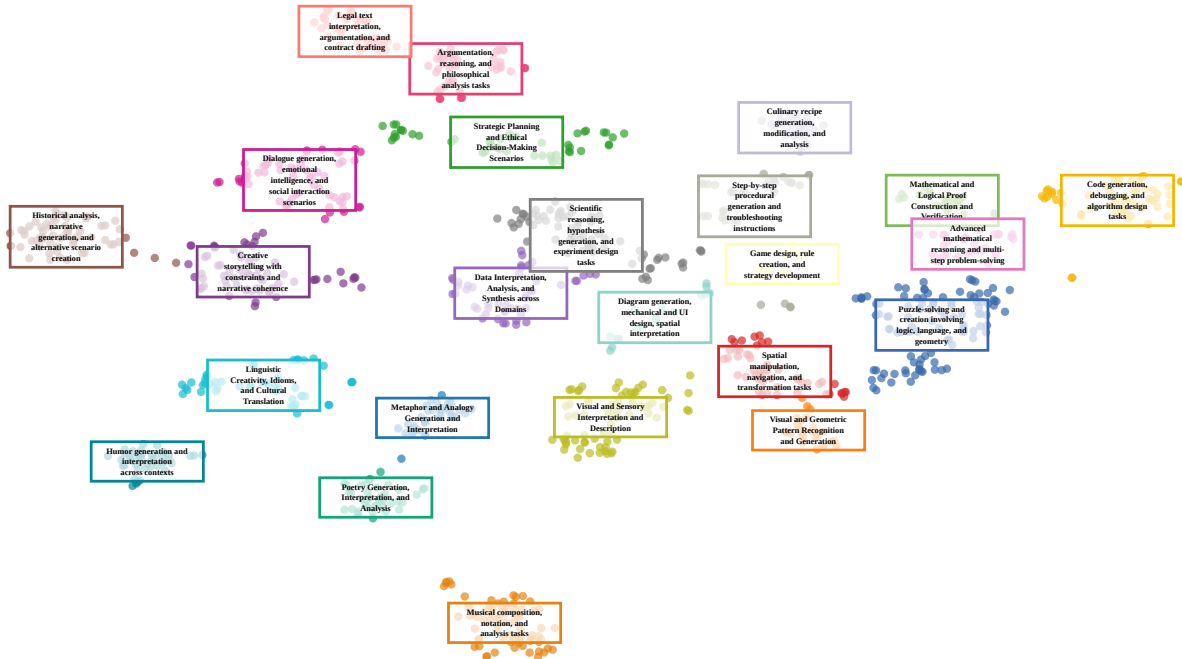 Legal text
interpretation,
argumentation, and
contract drafting
Argumentation,
reasoning, and
philosophical
analysis tasks
Culinary recipe
generation,
modification, and
analysis
Strategic Planning
and Ethical
Decision-Making
Scenarios
Dialogue generation,
emotional
intelligence, and
social interaction
scenarios
Step-by-step
procedural
generation and
troubleshooting
instructions
Mathematical and
Logical Proof
Construction and
Verification
Code generation,
debugging, and
algorithm design
tasks
Historical analysis,
narrative
generation, and
alternative scenario
creation
Scientific
reasoning,
hypothesis
generation, and
experiment design
tasks
Advanced
mathematical
reasoning and multi-
step problem-solving
Creative
storytelling with
constraints and
narrative coherence
Game design, rule
creation, and
strategy development
Data Interpretation,
Analysis, and
Synthesis across
Domains
Diagram generation,
mechanical and UI
design, spatial
interpretation
Puzzle-solving and
creation involving
logic, language, and
geometry
Spatial
manipulation,
navigation, and
transformation tasks
Linguistic
Creativity, Idioms,
and Cultural
Translation
Metaphor and Analogy
Generation and
Interpretation
Visual and Sensory
Interpretation and
Description
Visual and Geometric
Pattern Recognition
and Generation
Humor generation and
interpretation
across contexts
Poetry Generation,
Interpretation, and
Analysis
Musical composition,
notation, and
analysis tasks